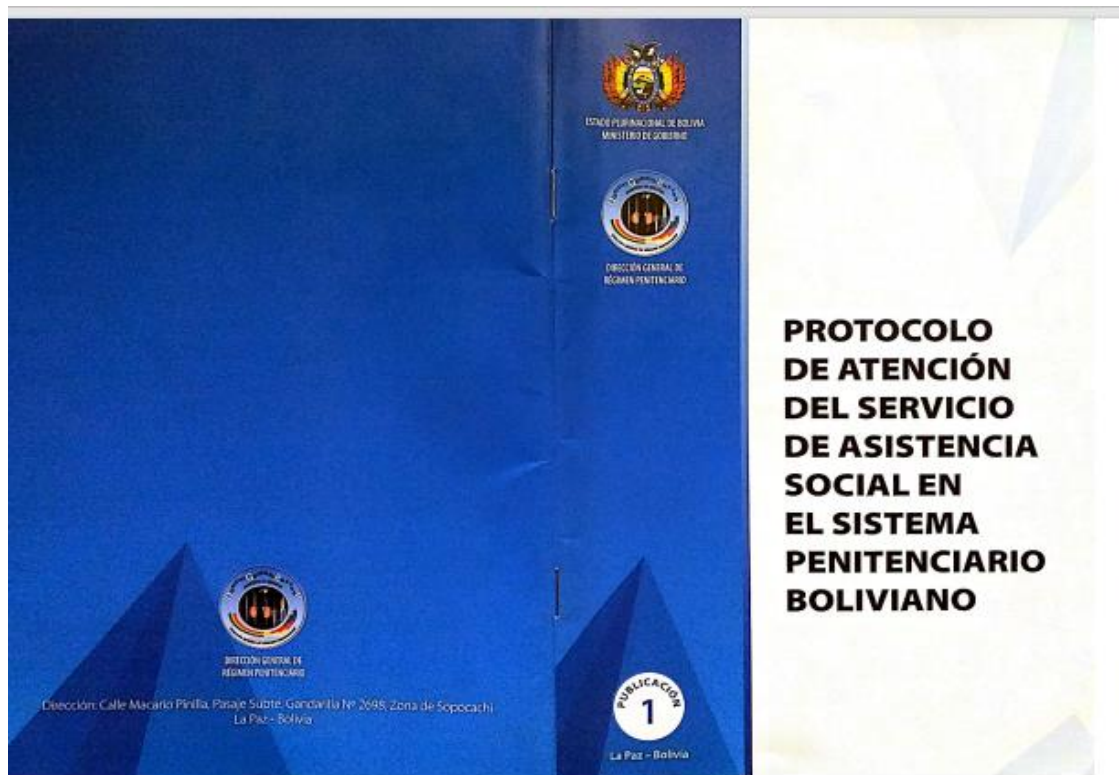 ESTADO PLURINACIONAL DE BOLIVIA
MINISTERIO DE GOBIERNO
DIRECCIÓN GENERAL DE
RÉGIMEN PENITENCIARIO
PROTOCOLO
DE ATENCIÓN
DEL SERVICIO
DE ASISTENCIA
SOCIAL EN
EL SISTEMA
PENITENCIARIO
BOLIVIANO
PUBLICACIÓN
1
La Paz - Bolivia
DIRECCIÓN GENERAL DE
RÉGIMEN PENITENCIARIO
Dirección: Calle Macario Pinilla, Pasaje Subte. Gandarilla Nº 2698, Zona de Sopocachi
La Paz - Bolivia